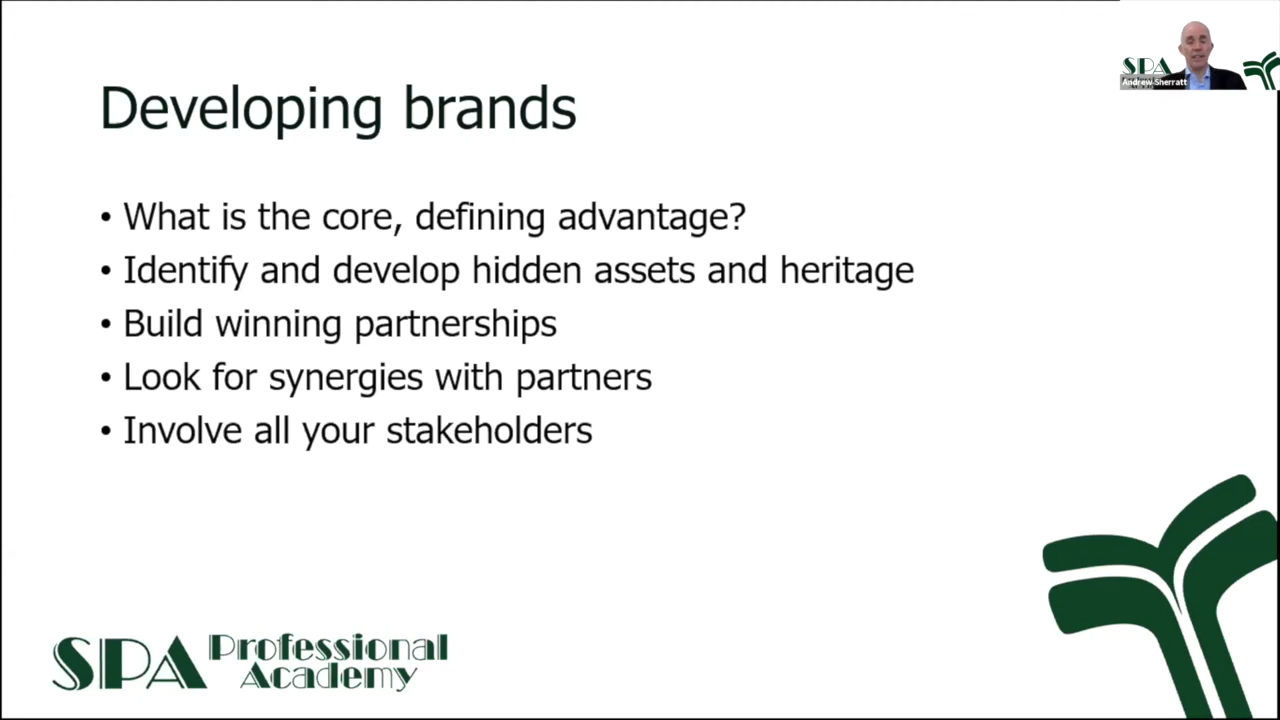 Developing brands
• What is the core, defining advantage?
• Identify and develop hidden assets and heritage
• Build winning partnerships
• Look for synergies with partners
• Involve all your stakeholders
SPA Professional
Academy
SPA
Andrew Sherratt